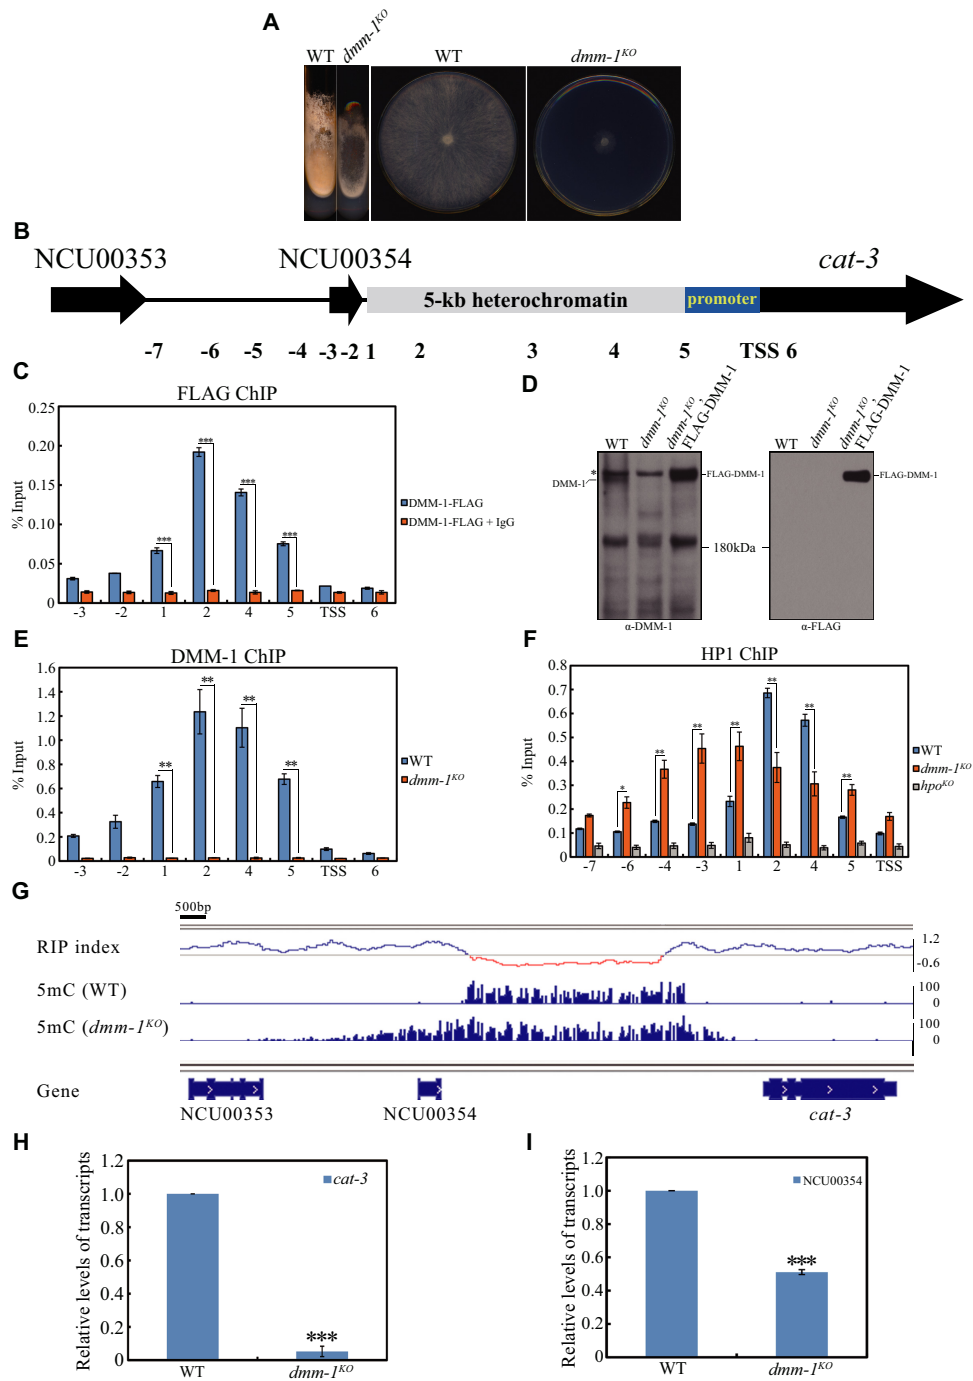 A
WT
dmm-1KO
WT
dmm-1KO
B
NCU00353
NCU00354
cat-3
5-kb heterochromatin
promoter
-7 -6 -5 -4 -3 -2 1 2 3 4 5 TSS 6
C
FLAG ChIP
% Input
0.25
0.20
0.15
0.10
0.05
0
***
***
***
***
DMM-1-FLAG
DMM-1-FLAG + IgG
-3 -2 1 2 4 5 TSS 6
D
WT
dmm-1KO
dmm-1KO;
FLAG-DMM-1
*
DMM-1
FLAG-DMM-1
180kDa
α-DMM-1
WT
dmm-1KO
dmm-1KO;
FLAG-DMM-1
FLAG-DMM-1
α-FLAG
E
DMM-1 ChIP
% Input
1.6
1.4
1.2
1.0
0.8
0.6
0.4
0.2
0
**
**
**
**
WT
dmm-1KO
-3 -2 1 2 4 5 TSS 6
F
HP1 ChIP
% Input
0.8
0.7
0.6
0.5
0.4
0.3
0.2
0.1
0
*
**
**
**
**
**
**
WT
dmm-1KO
hpoKO
-7 -6 -4 -3 1 2 4 5 TSS
G
500bp
RIP index
1.2
-0.6
5mC (WT)
100
0
5mC (dmm-1KO)
100
0
Gene
NCU00353
NCU00354
cat-3
H
Relative levels of transcripts
1.2
1.0
0.8
0.6
0.4
0.2
0
cat-3
***
WT
dmm-1KO
I
Relative levels of transcripts
1.2
1.0
0.8
0.6
0.4
0.2
0
NCU00354
***
WT
dmm-1KO